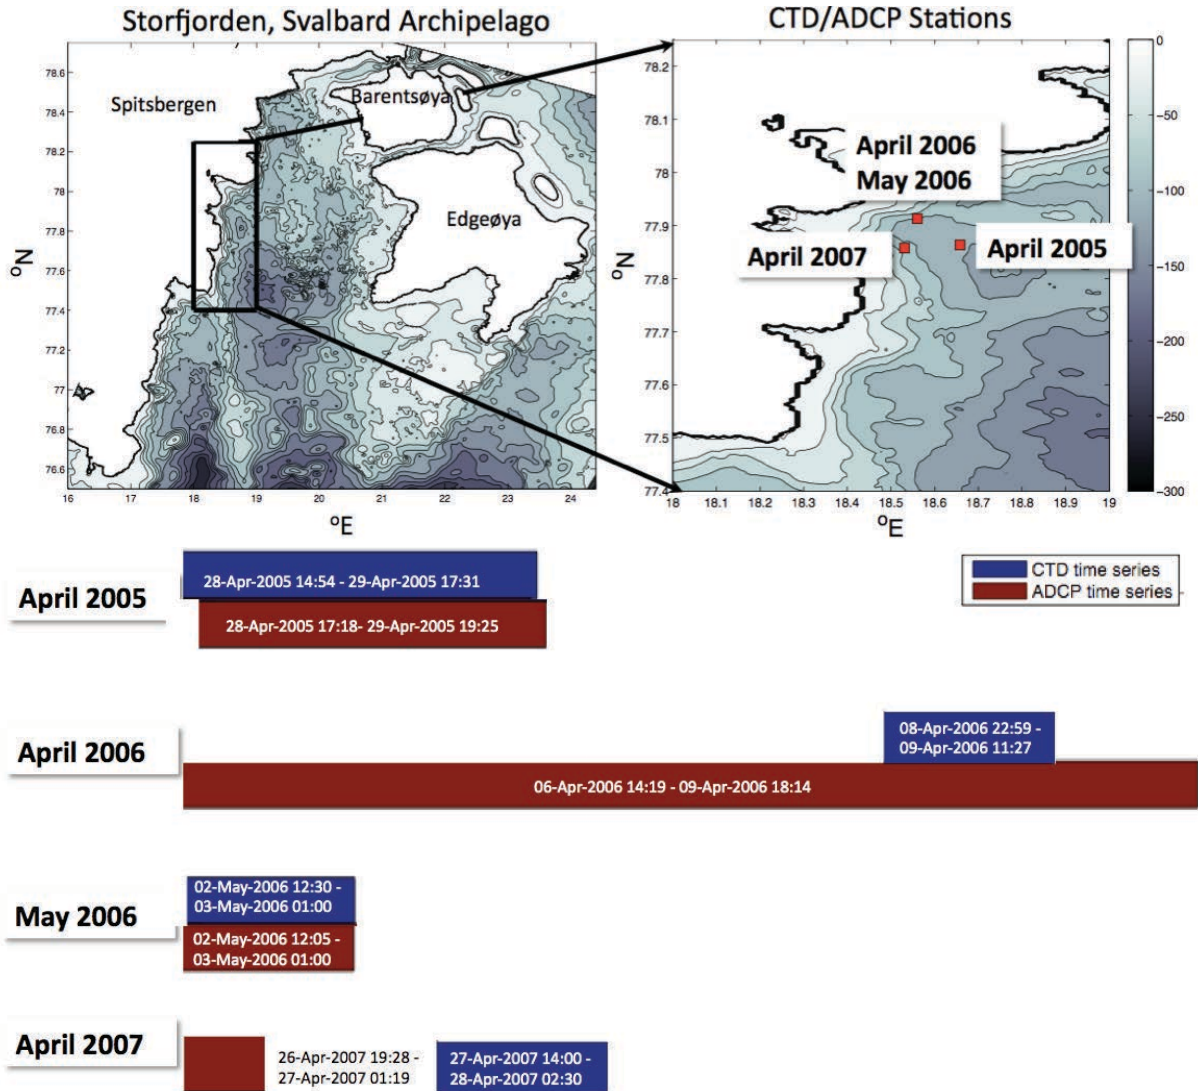 Storfjorden, Svalbard Archipelago
CTD/ADCP Stations
78.6
78.4
78.2
78
77.8
77.6
77.4
77.2
77
76.8
76.6
°N
Spitsbergen
Barentsøya
Edgeøya
16 17 18 19 20 21 22 23 24
°E
78.2
78.1
78
77.9
77.8
77.7
77.6
77.5
77.4
°N
April 2006
May 2006
April 2007
April 2005
18 18.1 18.2 18.3 18.4 18.5 18.6 18.7 18.8 18.9 19
°E
0
−50
−100
−150
−200
−250
−300
April 2005
28-Apr-2005 14:54 - 29-Apr-2005 17:31
28-Apr-2005 17:18- 29-Apr-2005 19:25
CTD time series
ADCP time series
April 2006
08-Apr-2006 22:59 -
09-Apr-2006 11:27
06-Apr-2006 14:19 - 09-Apr-2006 18:14
May 2006
02-May-2006 12:30 -
03-May-2006 01:00
02-May-2006 12:05 -
03-May-2006 01:00
April 2007
26-Apr-2007 19:28 -
27-Apr-2007 01:19
27-Apr-2007 14:00 -
28-Apr-2007 02:30